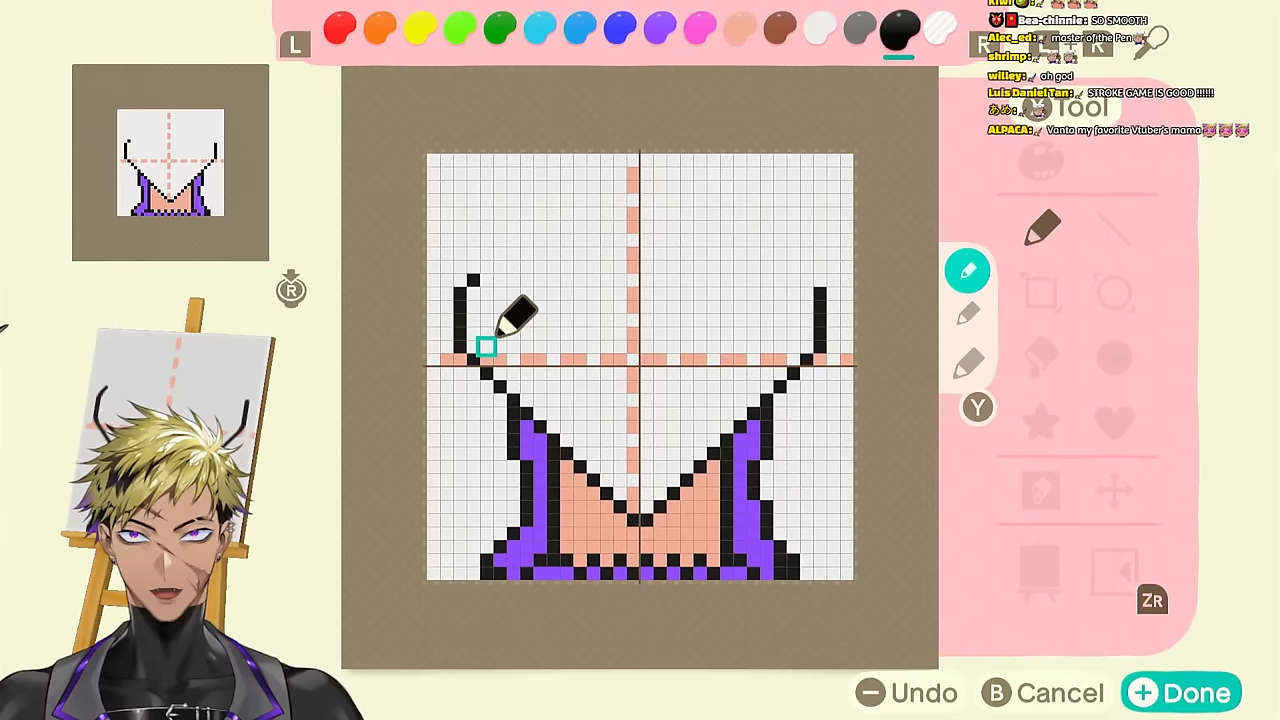 L
R
L
R
Kiwi
Bea-chinnie: SO SMOOTH
Alec_ed: master of the Pen
shrimp:
willey: oh god
Luis Daniel Tan: STROKE GAME IS GOOD !!!!!!
あめ:
ALPACA: Vanta my favorite Vtuber's mama
Tool
R
Y
ZR
Undo
B Cancel
Done